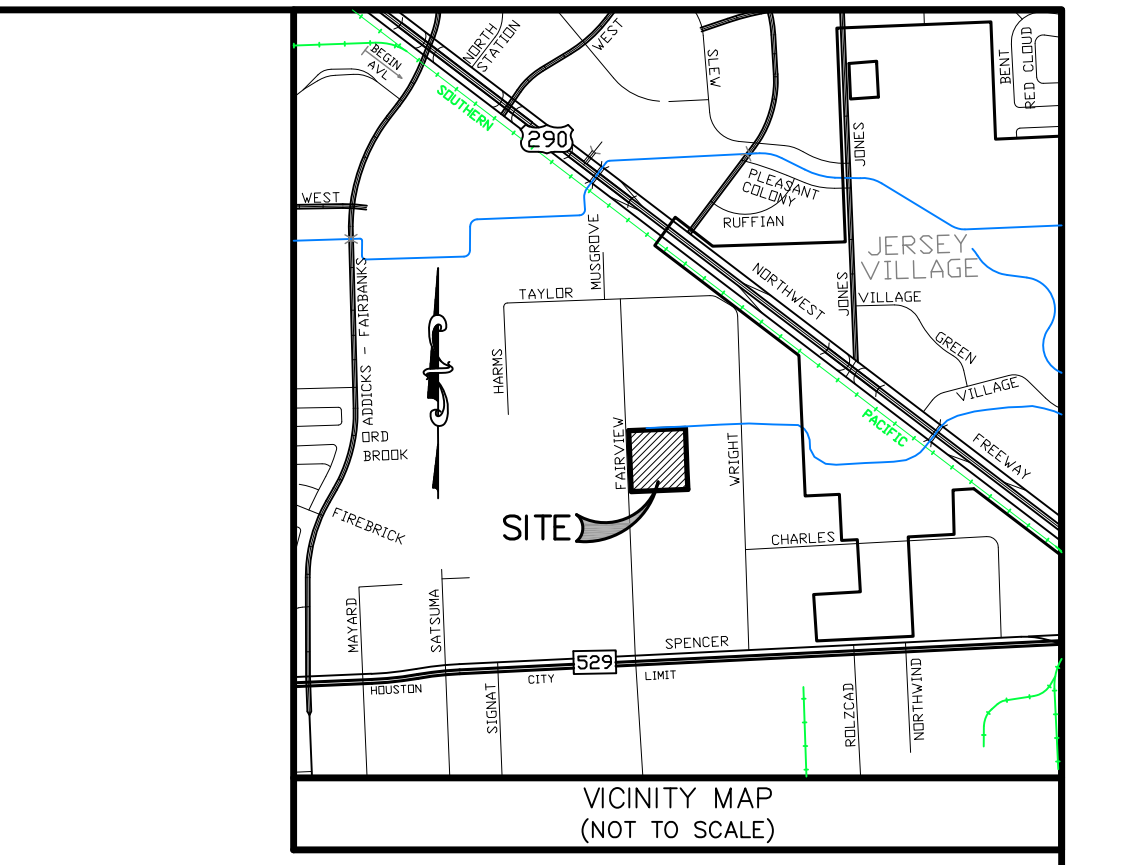 NORTH
STATION
WEST
BEGIN
AVL
SLEW
BENT
RED CLOUD
SOUTHERN
290
JONES
PLEASANT
COLONY
WEST
RUFFIAN
MUSGROVE
JERSEY
VILLAGE
ADDICKS - FAIRBANKS
TAYLOR
NORTHWEST
JONES
VILLAGE
GREEN
HARMS
VILLAGE
PACIFIC
ORD
BROOK
FAIRVIEW
WRIGHT
FREEWAY
FIREBRICK
SITE
CHARLES
MAYARD
SATSUMA
SPENCER
529
HOUSTON
CITY
LIMIT
SIGNAT
ROLZCAD
NORTHWIND
VICINITY MAP
(NOT TO SCALE)